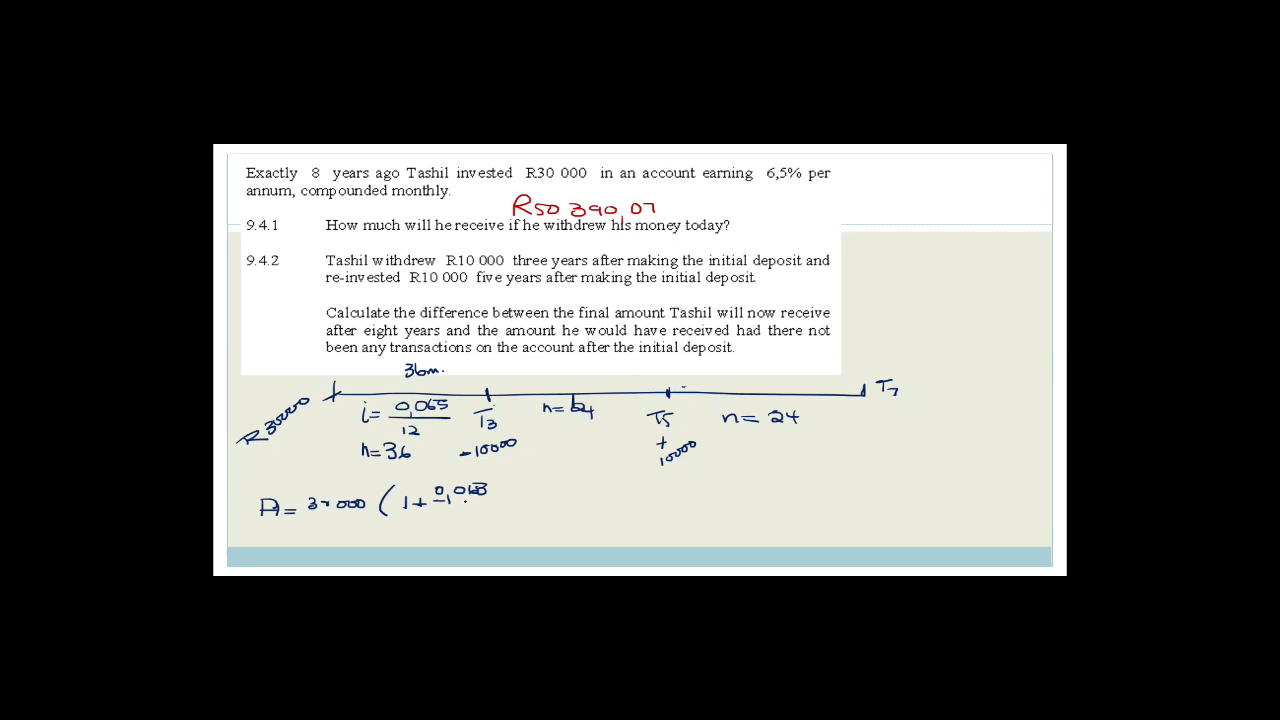 Exactly 8 years ago Tashil invested R30 000 in an account earning 6,5% per
annum, compounded monthly.
R50 390,07
9.4.1 How much will he receive if he withdrew his money today?
9.4.2 Tashil withdrew R10 000 three years after making the initial deposit and
re-invested R10 000 five years after making the initial deposit.
Calculate the difference between the final amount Tashil will now receive
after eight years and the amount he would have received had there not
been any transactions on the account after the initial deposit.
36m.
R30000
i = 0,065/12
T3
n = 24
T5
n = 24
T7
n = 36
-10000
+
10000
A = 30 000 ( 1 +